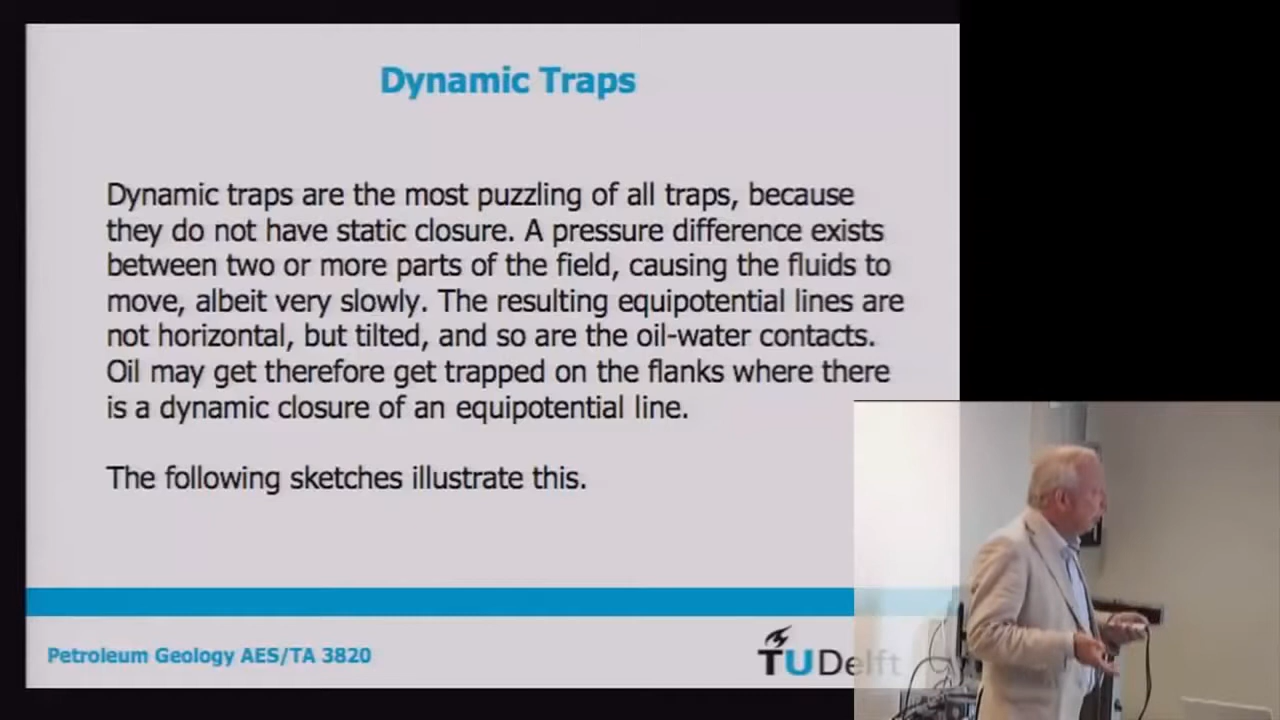 Dynamic Traps
Dynamic traps are the most puzzling of all traps, because
they do not have static closure. A pressure difference exists
between two or more parts of the field, causing the fluids to
move, albeit very slowly. The resulting equipotential lines are
not horizontal, but tilted, and so are the oil-water contacts.
Oil may get therefore get trapped on the flanks where there
is a dynamic closure of an equipotential line.
The following sketches illustrate this.
Petroleum Geology AES/TA 3820
TU Delft